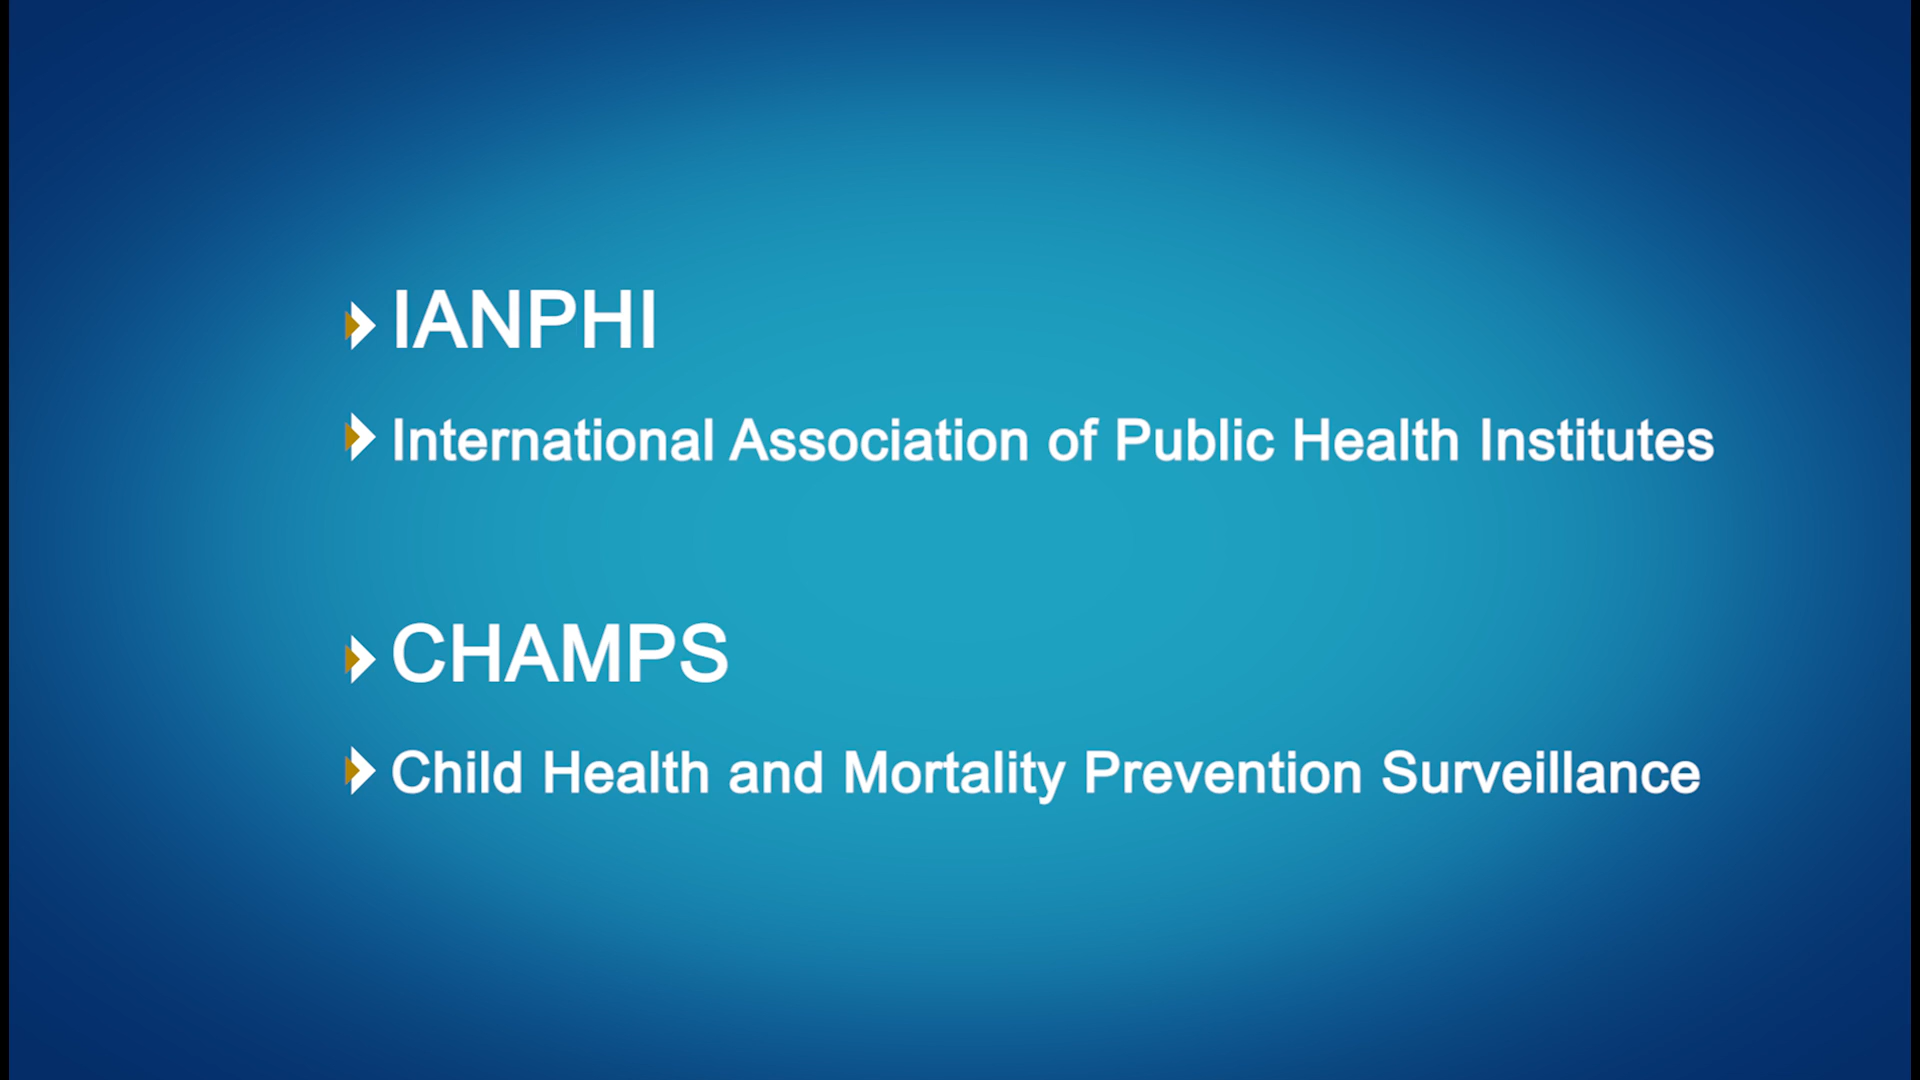 IANPHI
International Association of Public Health Institutes
CHAMPS
Child Health and Mortality Prevention Surveillance